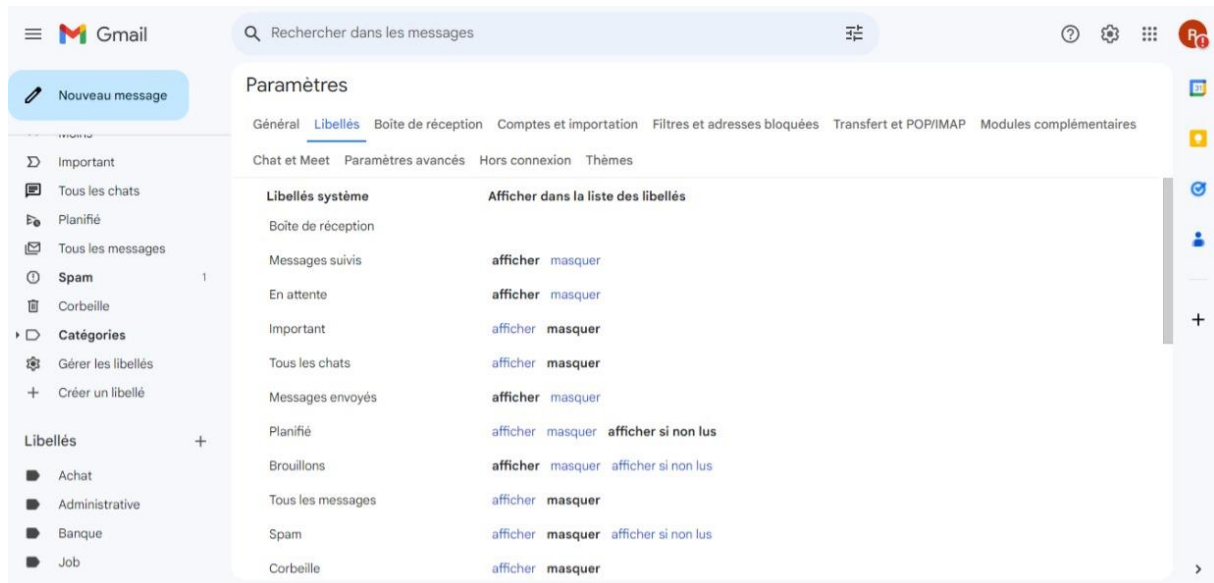 Gmail
Rechercher dans les messages
R
Nouveau message
Moins
Important
Tous les chats
Planifié
Tous les messages
Spam 1
Corbeille
Catégories
Gérer les libellés
Créer un libellé
Libellés
Achat
Administrative
Banque
Job
Paramètres
Général Libellés Boîte de réception Comptes et importation Filtres et adresses bloquées Transfert et POP/IMAP Modules complémentaires
Chat et Meet Paramètres avancés Hors connexion Thèmes
Libellés système Afficher dans la liste des libellés
Boîte de réception
Messages suivis afficher masquer
En attente afficher masquer
Important afficher masquer
Tous les chats afficher masquer
Messages envoyés afficher masquer
Planifié afficher masquer afficher si non lus
Brouillons afficher masquer afficher si non lus
Tous les messages afficher masquer
Spam afficher masquer afficher si non lus
Corbeille afficher masquer
31